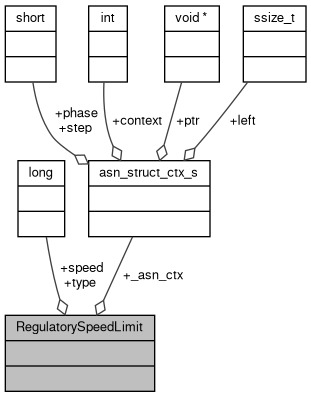 short
int
void *
ssize_t
+phase
+step
+context
+ptr
+left
long
asn_struct_ctx_s
+speed
+type
+_asn_ctx
RegulatorySpeedLimit